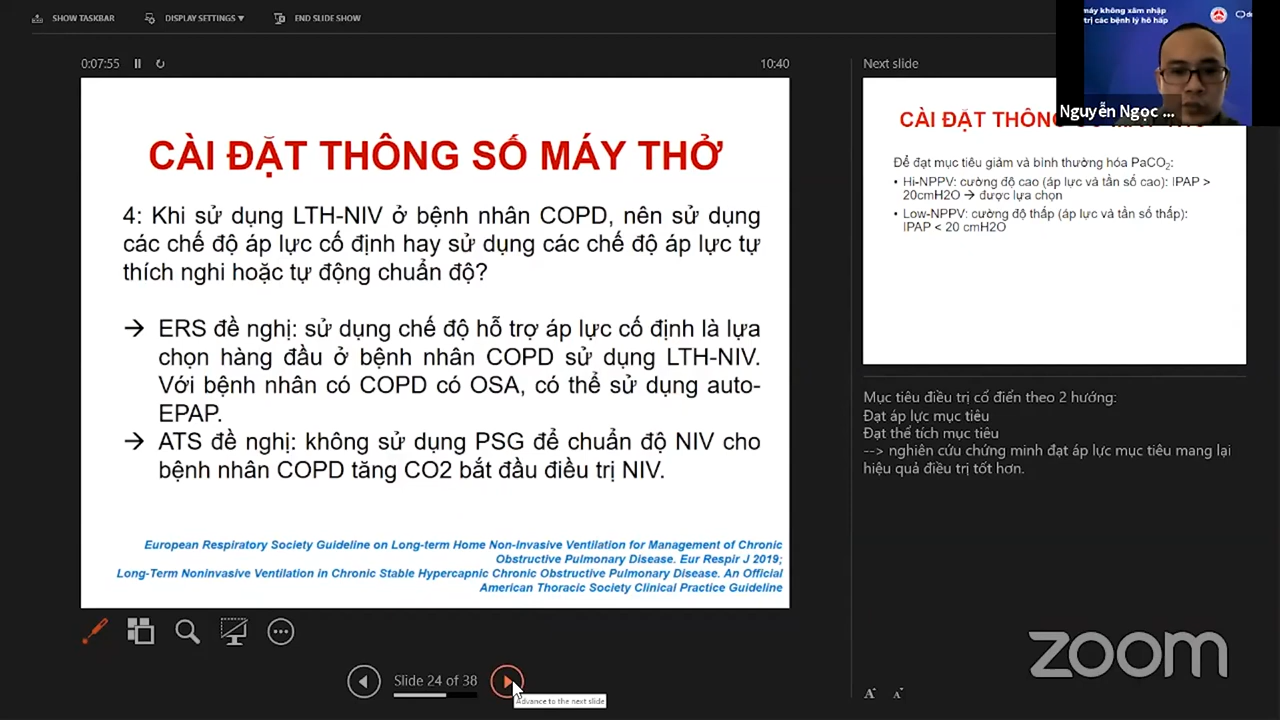 SHOW TASKBAR
DISPLAY SETTINGS ▼
END SLIDE SHOW
máy không xâm nhập
trị các bệnh lý hô hấp
0:07:55
10:40
Next slide
Nguyễn Ngọc ...
CÀI ĐẶT THÔNG SỐ MÁY THỞ
4: Khi sử dụng LTH-NIV ở bệnh nhân COPD, nên sử dụng
các chế độ áp lực cố định hay sử dụng các chế độ áp lực tự
thích nghi hoặc tự động chuẩn độ?
→ ERS đề nghị: sử dụng chế độ hỗ trợ áp lực cố định là lựa
chọn hàng đầu ở bệnh nhân COPD sử dụng LTH-NIV.
Với bệnh nhân có COPD có OSA, có thể sử dụng auto-
EPAP.
→ ATS đề nghị: không sử dụng PSG để chuẩn độ NIV cho
bệnh nhân COPD tăng CO2 bắt đầu điều trị NIV.
European Respiratory Society Guideline on Long-term Home Non-Invasive Ventilation for Management of Chronic
Obstructive Pulmonary Disease. Eur Respir J 2019;
Long-Term Noninvasive Ventilation in Chronic Stable Hypercapnic Chronic Obstructive Pulmonary Disease. An Official
American Thoracic Society Clinical Practice Guideline
CÀI ĐẶT THÔNG SỐ MÁY THỞ
Để đạt mục tiêu giảm và bình thường hóa PaCO2:
• Hi-NPPV: cường độ cao (áp lực và tần số cao): IPAP >
20cmH2O → được lựa chọn
• Low-NPPV: cường độ thấp (áp lực và tần số thấp):
IPAP < 20 cmH2O
Mục tiêu điều trị cổ điển theo 2 hướng:
Đạt áp lực mục tiêu
Đạt thể tích mục tiêu
--> nghiên cứu chứng minh đạt áp lực mục tiêu mang lại
hiệu quả điều trị tốt hơn.
Slide 24 of 38
Advance to the next slide
A A
zoom